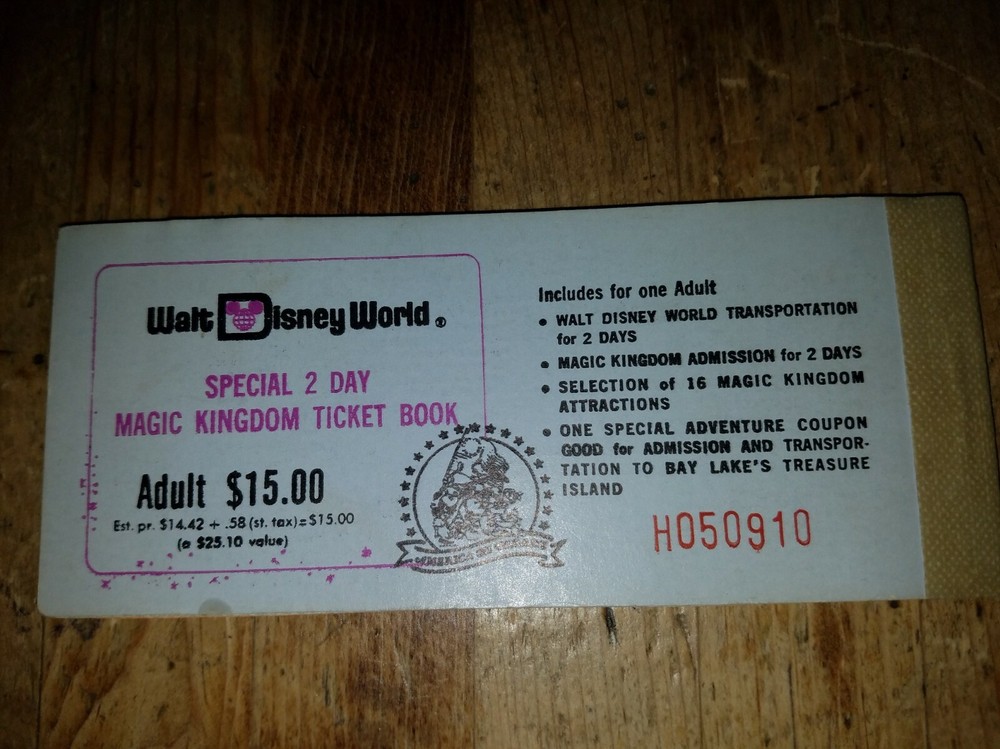 Walt Disney World ®
SPECIAL 2 DAY
MAGIC KINGDOM TICKET BOOK
Adult $15.00
Est. pr. $14.42 + .58 (st. tax) = $15.00
(a $25.10 value)
AMERICA ON PARADE
Includes for one Adult
• WALT DISNEY WORLD TRANSPORTATION
for 2 DAYS
• MAGIC KINGDOM ADMISSION for 2 DAYS
• SELECTION of 16 MAGIC KINGDOM
ATTRACTIONS
• ONE SPECIAL ADVENTURE COUPON
GOOD for ADMISSION AND TRANSPOR-
TATION TO BAY LAKE'S TREASURE
ISLAND
H050910